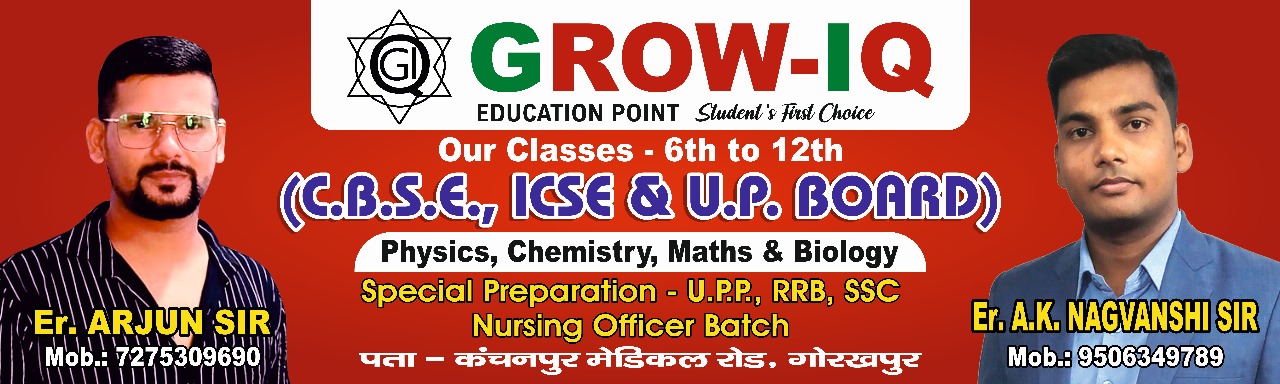 GIQ
GROW-IQ
EDUCATION POINT Student's First Choice
Our Classes - 6th to 12th
(C.B.S.E., ICSE & U.P. BOARD)
Physics, Chemistry, Maths & Biology
Special Preparation - U.P.P., RRB, SSC
Nursing Officer Batch
पता – कंचनपुर मेडिकल रोड, गोरखपुर
Er. ARJUN SIR
Mob.: 7275309690
Er. A.K. NAGVANSHI SIR
Mob.: 9506349789